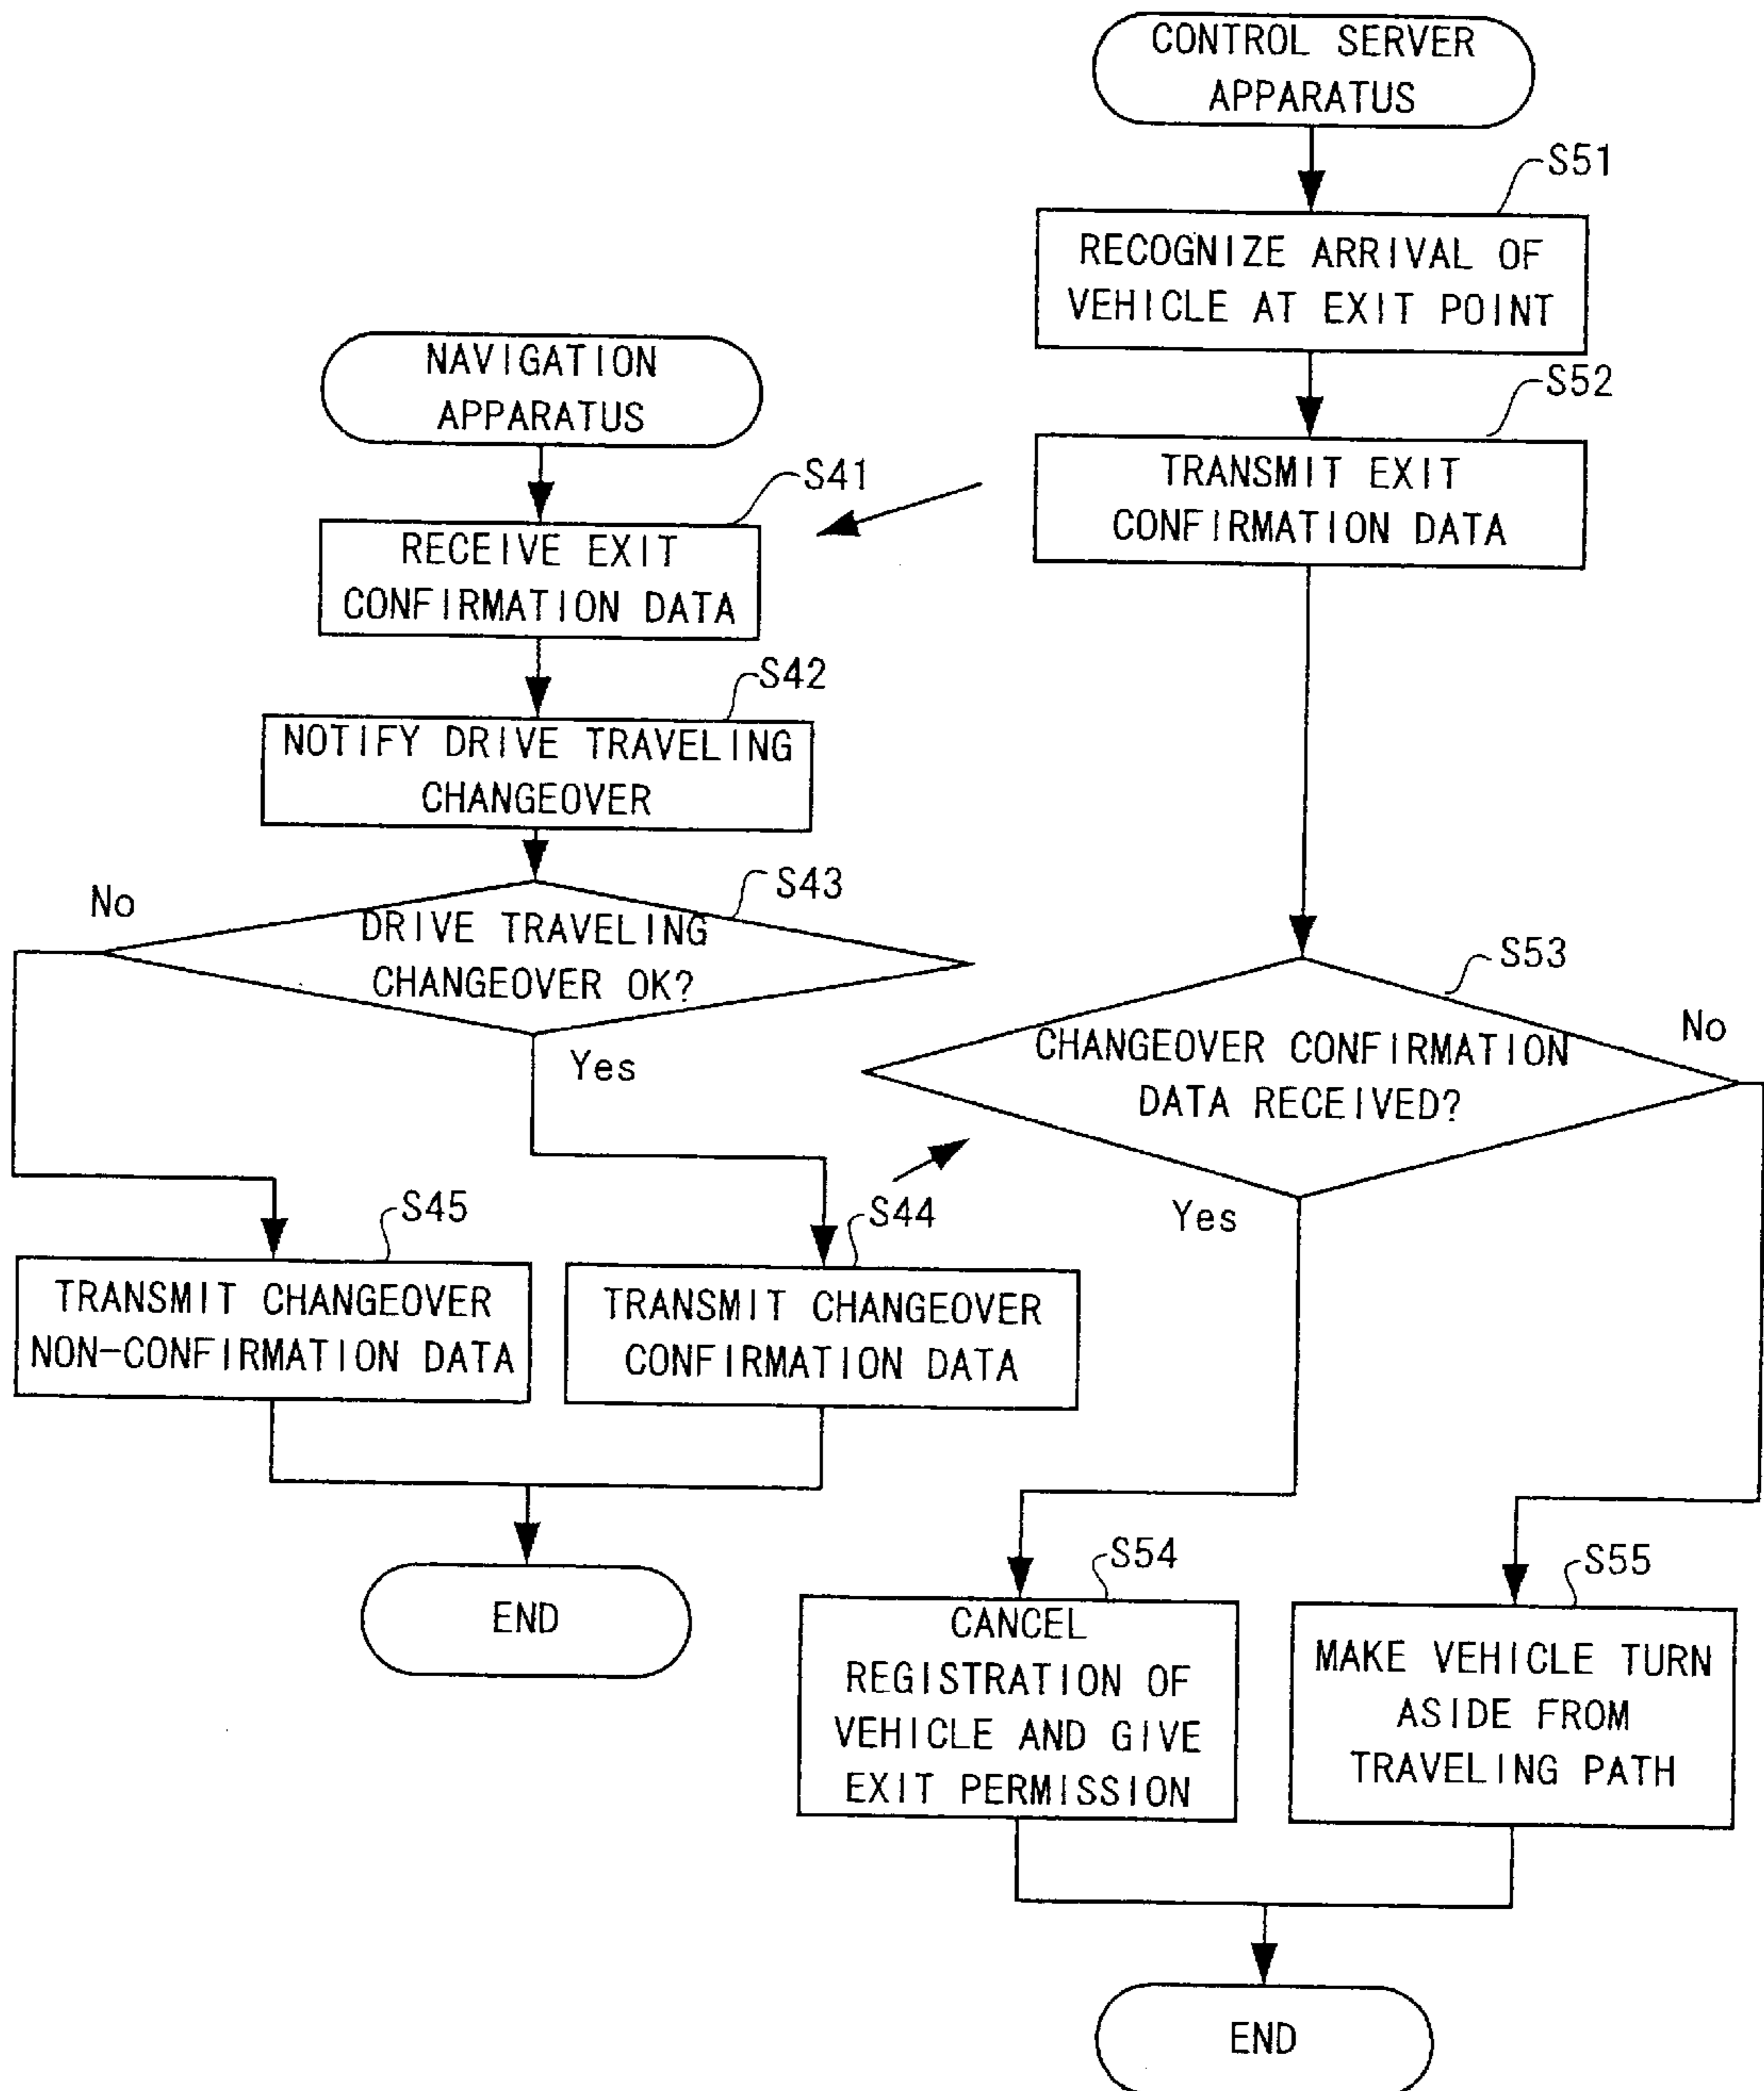 CONTROL SERVER
APPARATUS
S51
RECOGNIZE ARRIVAL OF
VEHICLE AT EXIT POINT
S52
TRANSMIT EXIT
CONFIRMATION DATA
NAVIGATION
APPARATUS
S41
RECEIVE EXIT
CONFIRMATION DATA
S42
NOTIFY DRIVE TRAVELING
CHANGEOVER
S43
No
DRIVE TRAVELING
CHANGEOVER OK?
Yes
S53
No
CHANGEOVER CONFIRMATION
DATA RECEIVED?
Yes
S45
TRANSMIT CHANGEOVER
NON-CONFIRMATION DATA
S44
TRANSMIT CHANGEOVER
CONFIRMATION DATA
END
S54
CANCEL
REGISTRATION OF
VEHICLE AND GIVE
EXIT PERMISSION
S55
MAKE VEHICLE TURN
ASIDE FROM
TRAVELING PATH
END